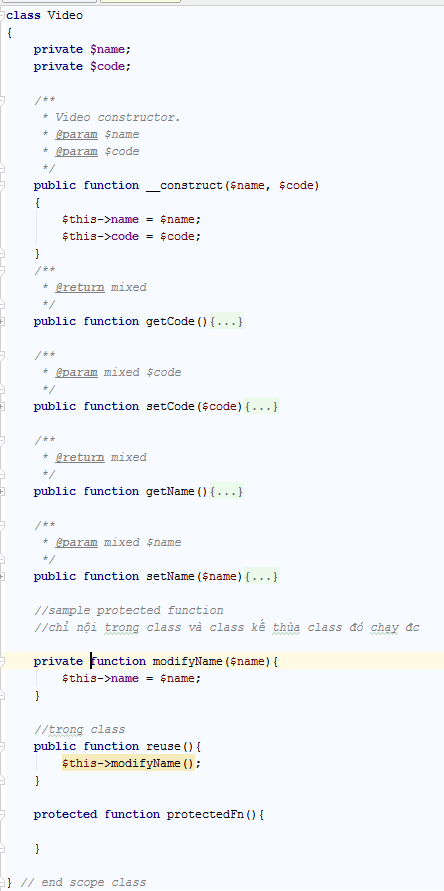 class Video
{
    private $name;
    private $code;

    /**
     * Video constructor.
     * @param $name
     * @param $code
     */
    public function __construct($name, $code)
    {
        $this->name = $name;
        $this->code = $code;
    }
    /**
     * @return mixed
     */
    public function getCode(){...}

    /**
     * @param mixed $code
     */
    public function setCode($code){...}

    /**
     * @return mixed
     */
    public function getName(){...}

    /**
     * @param mixed $name
     */
    public function setName($name){...}

    //sample protected function
    //chỉ nội trong class và class kế thừa class đó chạy đc

    private function modifyName($name){
        $this->name = $name;
    }

    //trong class
    public function reuse(){
        $this->modifyName();
    }

    protected function protectedFn(){

    }

} // end scope class